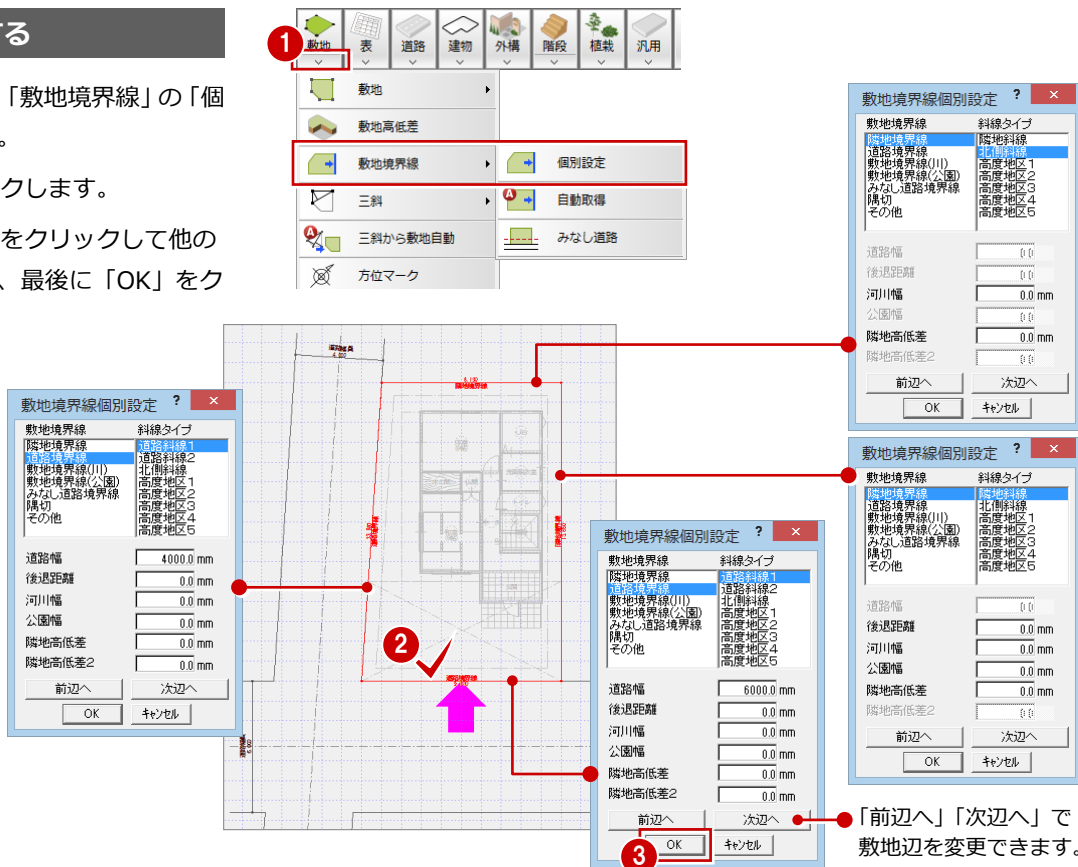 する
「敷地境界線」の「個
。
クします。
をクリックして他の
、最後に「OK」をク
1
敷地
表
道路
建物
外構
階段
植栽
汎用
敷地
敷地高低差
敷地境界線
三斜
三斜から敷地自動
方位マーク
個別設定
自動取得
みなし道路
敷地境界線個別設定 ? ×
敷地境界線 斜線タイプ
隣地境界線 隣地斜線
道路境界線 北側斜線
敷地境界線(川) 高度地区1
敷地境界線(公園) 高度地区2
みなし道路境界線 高度地区3
隅切 高度地区4
その他 高度地区5
道路幅 0.0
後退距離 0.0
河川幅 0.0 mm
公園幅 0.0
隣地高低差 0.0 mm
隣地高低差2 0.0
前辺へ 次辺へ
OK キャンセル
道路幅員
4,000
6,100
隣地境界線
敷地境界線個別設定 ? ×
敷地境界線 斜線タイプ
隣地境界線 道路斜線1
道路境界線 道路斜線2
敷地境界線(川) 北側斜線
敷地境界線(公園) 高度地区1
みなし道路境界線 高度地区2
隅切 高度地区3
その他 高度地区4
高度地区5
道路幅 4000.0 mm
後退距離 0.0 mm
河川幅 0.0 mm
公園幅 0.0 mm
隣地高低差 0.0 mm
隣地高低差2 0.0 mm
前辺へ 次辺へ
OK キャンセル
敷地境界線個別設定 ? ×
敷地境界線 斜線タイプ
隣地境界線 隣地斜線
道路境界線 北側斜線
敷地境界線(川) 高度地区1
敷地境界線(公園) 高度地区2
みなし道路境界線 高度地区3
隅切 高度地区4
その他 高度地区5
道路幅 0.0
後退距離 0.0 mm
河川幅 0.0 mm
公園幅 0.0 mm
隣地高低差 0.0 mm
隣地高低差2 0.0
前辺へ 次辺へ
OK キャンセル
2
道路境界線
敷地境界線個別設定 ? ×
敷地境界線 斜線タイプ
隣地境界線 道路斜線1
道路境界線 道路斜線2
敷地境界線(川) 北側斜線
敷地境界線(公園) 高度地区1
みなし道路境界線 高度地区2
隅切 高度地区3
その他 高度地区4
高度地区5
道路幅 6000.0 mm
後退距離 0.0 mm
河川幅 0.0 mm
公園幅 0.0 mm
隣地高低差 0.0 mm
隣地高低差2 0.0 mm
前辺へ 次辺へ
3
OK キャンセル
「前辺へ」「次辺へ」で
敷地辺を変更できます。